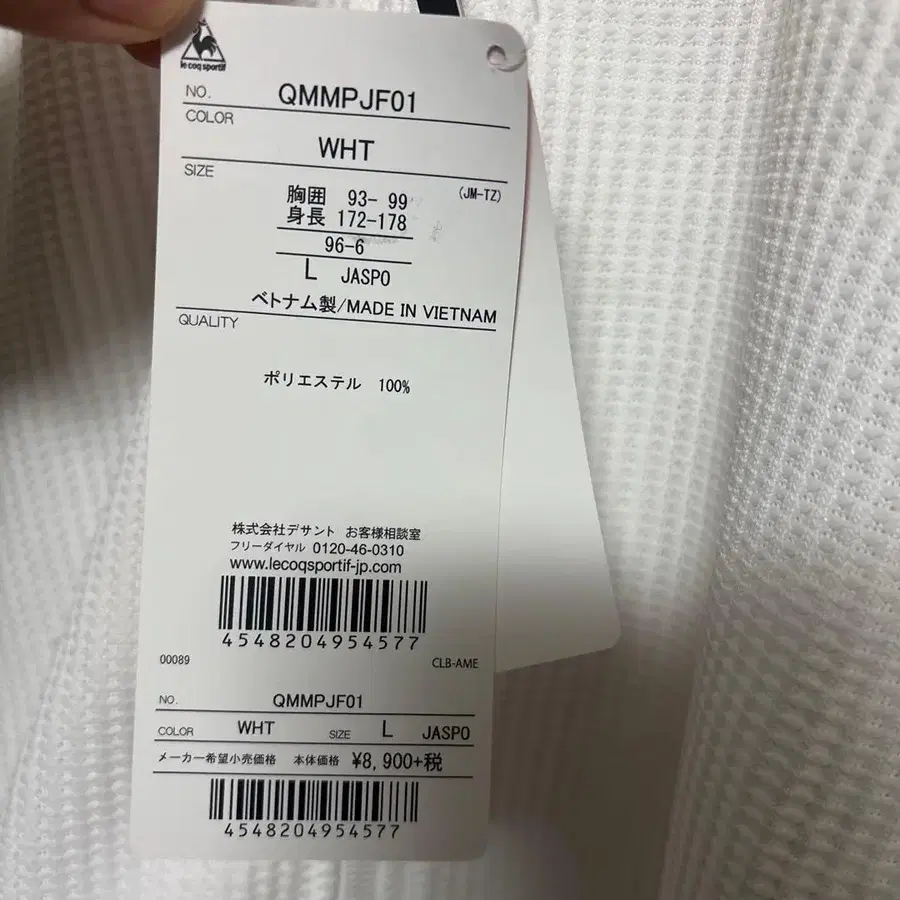 le coq sportif
NO. QMMPJF01
COLOR
WHT
SIZE
胸囲 93- 99 (JM-TZ)
身長 172-178
96-6
L JASPO
ベトナム製/MADE IN VIETNAM
QUALITY
ポリエステル 100%
株式会社デサント お客様相談室
フリーダイヤル 0120-46-0310
www.lecoqsportif-jp.com
4548204954577
00089 CLB-AME
NO. QMMPJF01
COLOR WHT SIZE L JASPO
メーカー希望小売価格 本体価格 ¥8,900+税
4548204954577